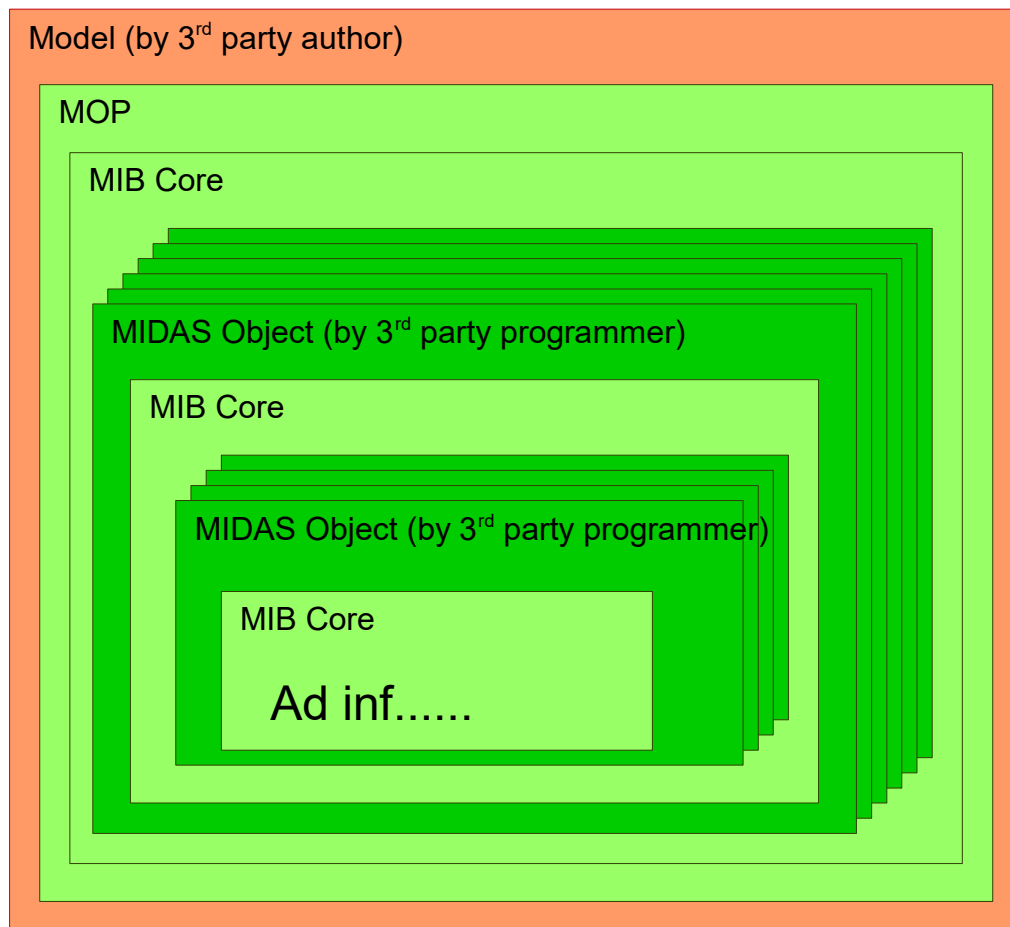 Model (by 3rd party author)
MOP
MIB Core
MIDAS Object (by 3rd party programmer)
MIB Core
MIDAS Object (by 3rd party programmer)
MIB Core
Ad inf......